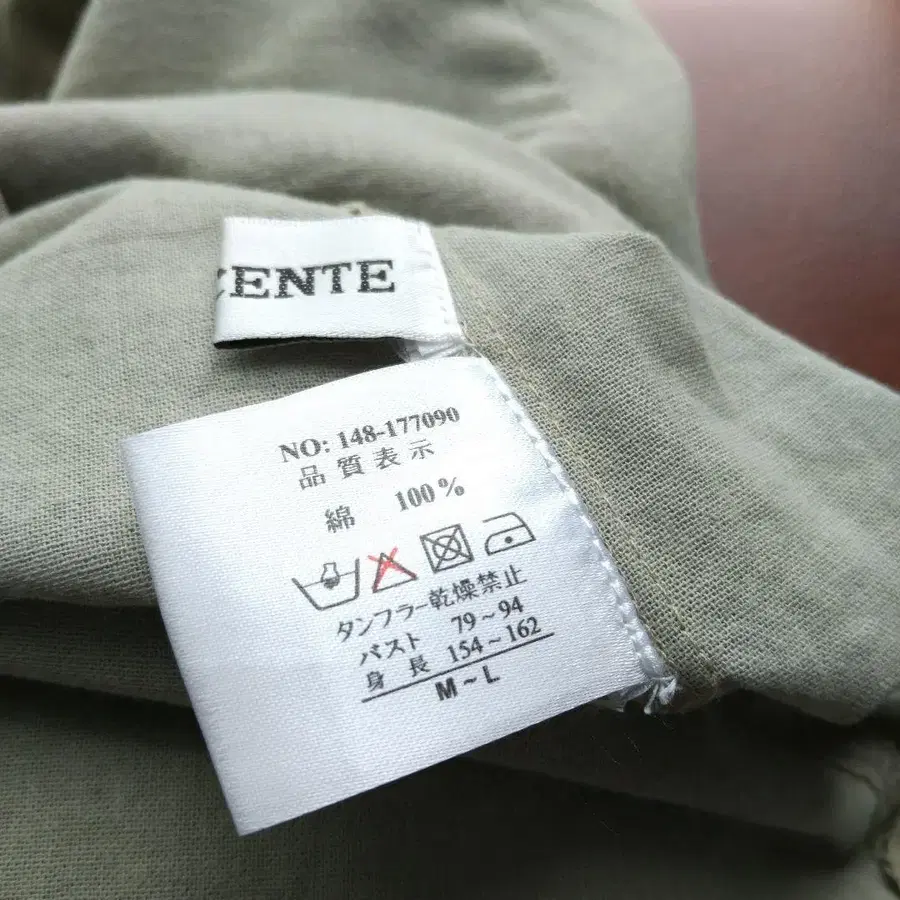 ENTE
NO: 148-177090
品質表示
綿 100%
タンフラー乾燥禁止
バスト 79~94
身長 154~162
M~L